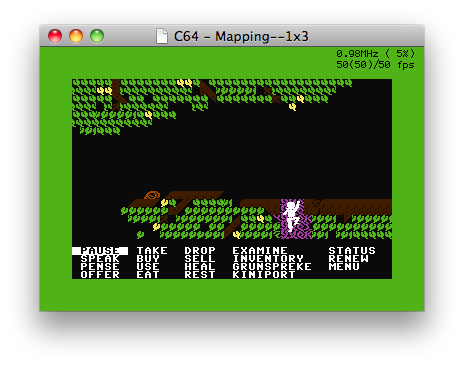 C64 - Mapping--1x3
0.98MHz ( 5%)
50(50)/50 fps
PAUSE TAKE DROP EXAMINE STATUS
SPEAK BUY SELL INVENTORY RENEW
PENSE USE HEAL GRUNSPREKE MENU
OFFER EAT REST KINIPORT